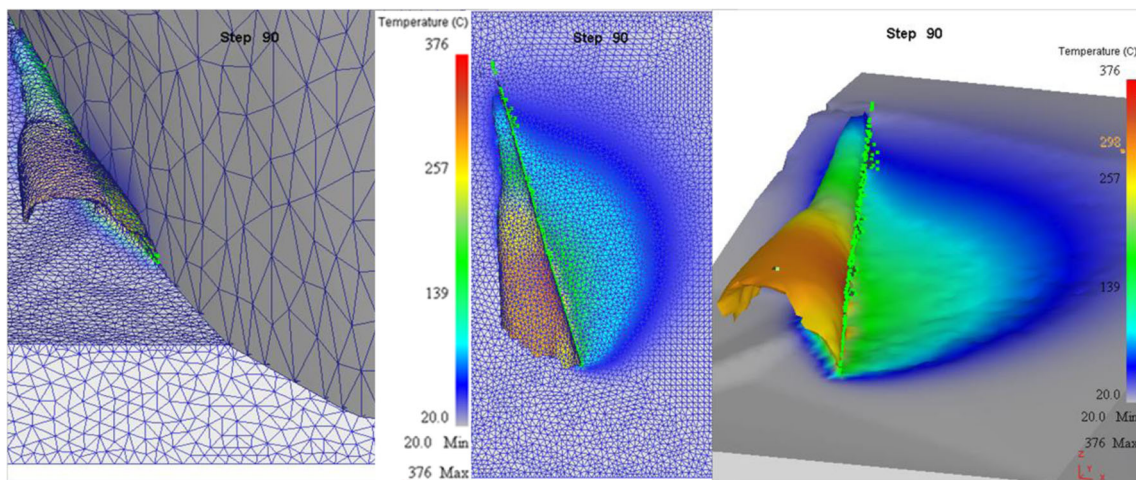 Step 90
Temperature (C)
376
257
139
20.0
20.0 Min
376 Max
Step 90
Step 90
Temperature (C)
376
298
257
139
20.0
20.0 Min
376 Max
Z
Y
X